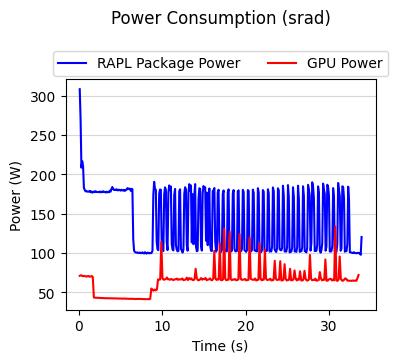 Power Consumption (srad)
RAPL Package Power GPU Power
300
250
200
150
100
50
Power (W)
0 10 20 30
Time (s)